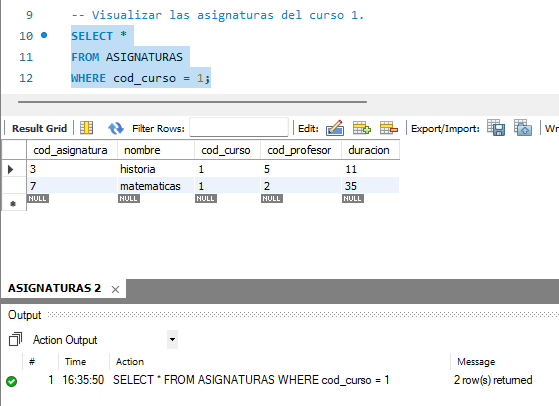 9 -- Visualizar las asignaturas del curso 1.
10 SELECT *
11 FROM ASIGNATURAS
12 WHERE cod_curso = 1;
Result Grid Filter Rows: Edit: Export/Import: Wr
cod_asignatura nombre cod_curso cod_profesor duracion
3 historia 1 5 11
7 matematicas 1 2 35
NULL NULL NULL NULL NULL
ASIGNATURAS 2 ×
Output
Action Output
# Time Action Message
1 16:35:50 SELECT * FROM ASIGNATURAS WHERE cod_curso = 1 2 row(s) returned